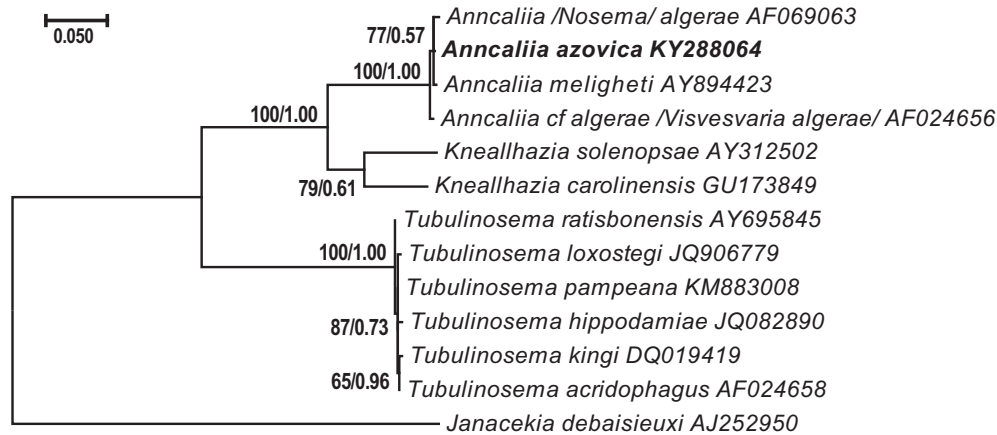 Anncaliia /Nosema/ algerae AF069063
0.050
77/0.57
Anncaliia azovica KY288064
100/1.00
Anncaliia meligheti AY894423
100/1.00
Anncaliia cf algerae /Visvesvaria algerae/ AF024656
Kneallhazia solenopsae AY312502
79/0.61
Kneallhazia carolinensis GU173849
Tubulinosema ratisbonensis AY695845
100/1.00
Tubulinosema loxostegi JQ906779
Tubulinosema pampeana KM883008
87/0.73
Tubulinosema hippodamiae JQ082890
Tubulinosema kingi DQ019419
65/0.96
Tubulinosema acridophagus AF024658
Janacekia debaisieuxi AJ252950